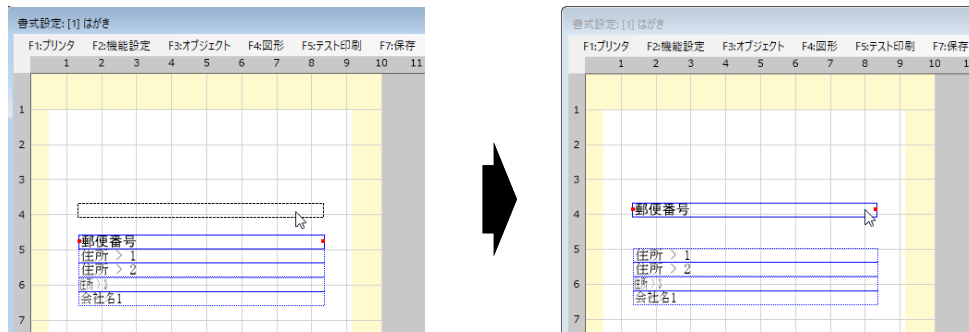 書式設定: [1] はがき
F1:プリンタ F2:機能設定 F3:オブジェクト F4:図形 F5:テスト印刷 F7:保存
1 2 3 4 5 6 7 8 9 10 11
1
2
3
4
郵便番号
5 住所 > 1
住所 > 2
6 住所 > 3
会社名1
7
書式設定: [1] はがき
F1:プリンタ F2:機能設定 F3:オブジェクト F4:図形 F5:テスト印刷 F7:保存
1 2 3 4 5 6 7 8 9 10 1
1
2
3
4 郵便番号
5 住所 > 1
住所 > 2
6 住所 > 3
会社名1
7